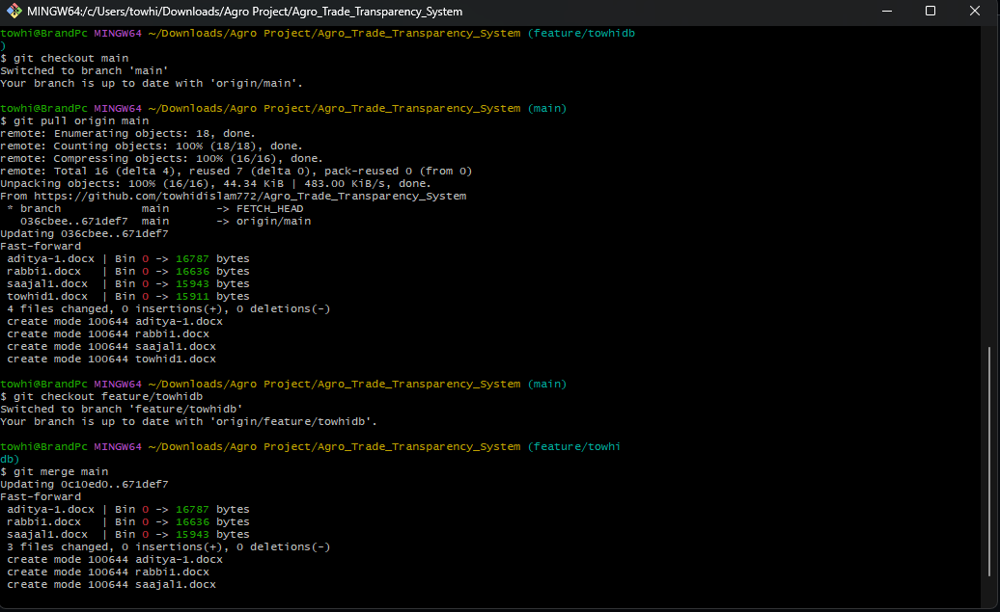 MINGW64:/c/Users/towhi/Downloads/Agro Project/Agro_Trade_Transparency_System
towhi@BrandPc MINGW64 ~/Downloads/Agro Project/Agro_Trade_Transparency_System (feature/towhidb
)
$ git checkout main
Switched to branch 'main'
Your branch is up to date with 'origin/main'.

towhi@BrandPc MINGW64 ~/Downloads/Agro Project/Agro_Trade_Transparency_System (main)
$ git pull origin main
remote: Enumerating objects: 18, done.
remote: Counting objects: 100% (18/18), done.
remote: Compressing objects: 100% (16/16), done.
remote: Total 16 (delta 4), reused 7 (delta 0), pack-reused 0 (from 0)
Unpacking objects: 100% (16/16), 44.34 KiB | 483.00 KiB/s, done.
From https://github.com/towhidislam772/Agro_Trade_Transparency_System
 * branch            main       -> FETCH_HEAD
   036cbee..671def7  main       -> origin/main
Updating 036cbee..671def7
Fast-forward
 aditya-1.docx | Bin 0 -> 16787 bytes
 rabbi1.docx   | Bin 0 -> 16636 bytes
 saajal1.docx  | Bin 0 -> 15943 bytes
 towhid1.docx  | Bin 0 -> 15911 bytes
 4 files changed, 0 insertions(+), 0 deletions(-)
 create mode 100644 aditya-1.docx
 create mode 100644 rabbi1.docx
 create mode 100644 saajal1.docx
 create mode 100644 towhid1.docx

towhi@BrandPc MINGW64 ~/Downloads/Agro Project/Agro_Trade_Transparency_System (main)
$ git checkout feature/towhidb
Switched to branch 'feature/towhidb'
Your branch is up to date with 'origin/feature/towhidb'.

towhi@BrandPc MINGW64 ~/Downloads/Agro Project/Agro_Trade_Transparency_System (feature/towhi
db)
$ git merge main
Updating 0c10ed0..671def7
Fast-forward
 aditya-1.docx | Bin 0 -> 16787 bytes
 rabbi1.docx   | Bin 0 -> 16636 bytes
 saajal1.docx  | Bin 0 -> 15943 bytes
 3 files changed, 0 insertions(+), 0 deletions(-)
 create mode 100644 aditya-1.docx
 create mode 100644 rabbi1.docx
 create mode 100644 saajal1.docx